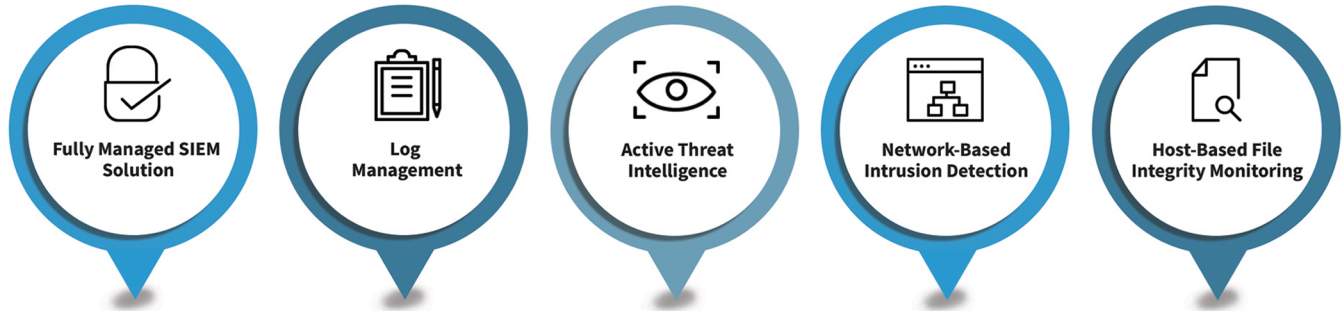 Fully Managed SIEM
Solution
Log
Management
Active Threat
Intelligence
Network-Based
Intrusion Detection
Host-Based File
Integrity Monitoring